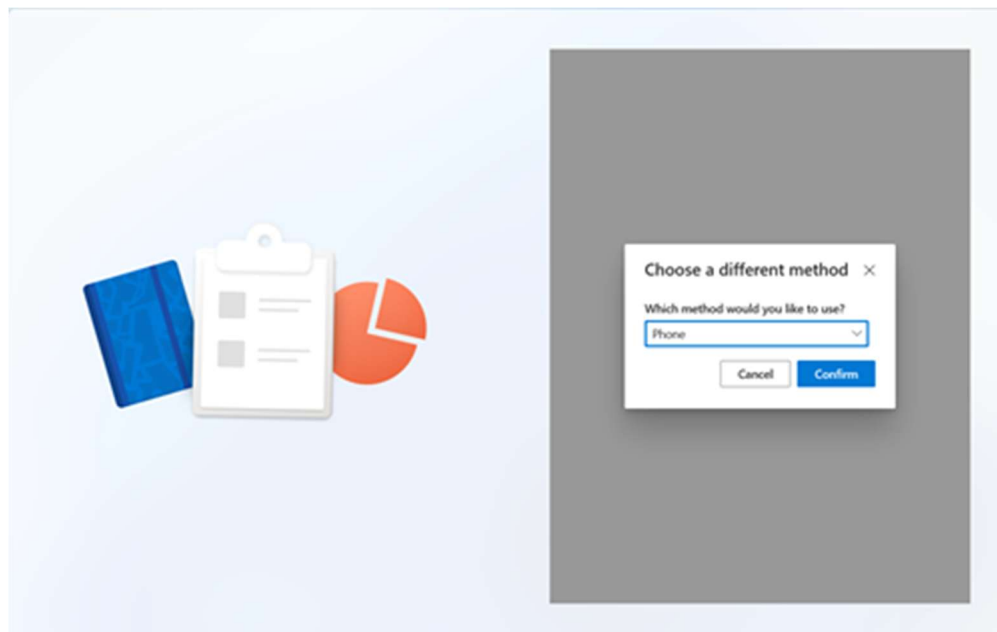 Choose a different method
Which method would you like to use?
Phone
Cancel
Confirm